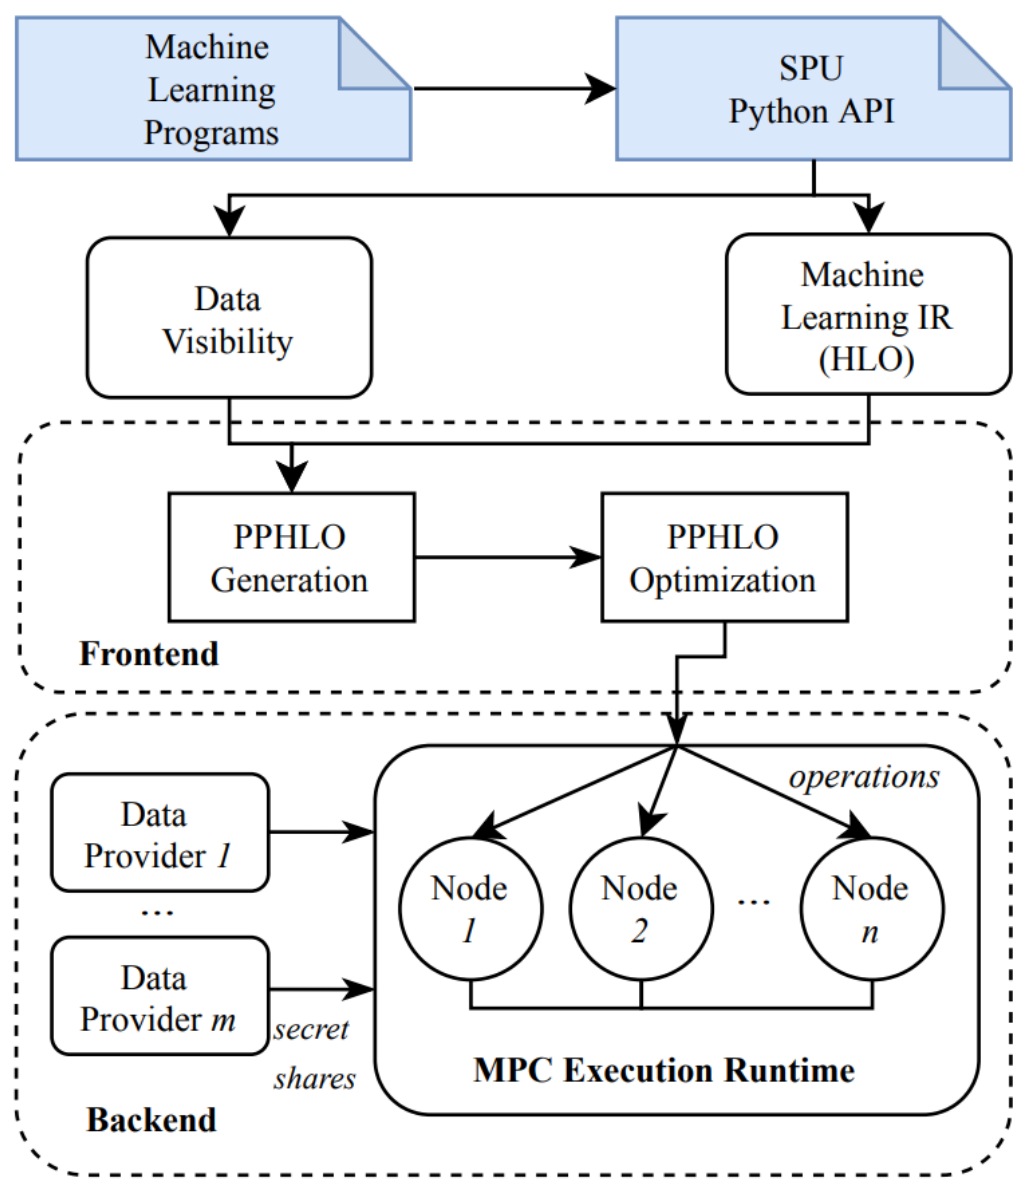 Machine
Learning
Programs
SPU
Python API
Data
Visibility
Machine
Learning IR
(HLO)
PPHLO
Generation
PPHLO
Optimization
Frontend
operations
Data
Provider 1
...
Data
Provider m
secret
shares
Node
1
Node
2
...
Node
n
MPC Execution Runtime
Backend